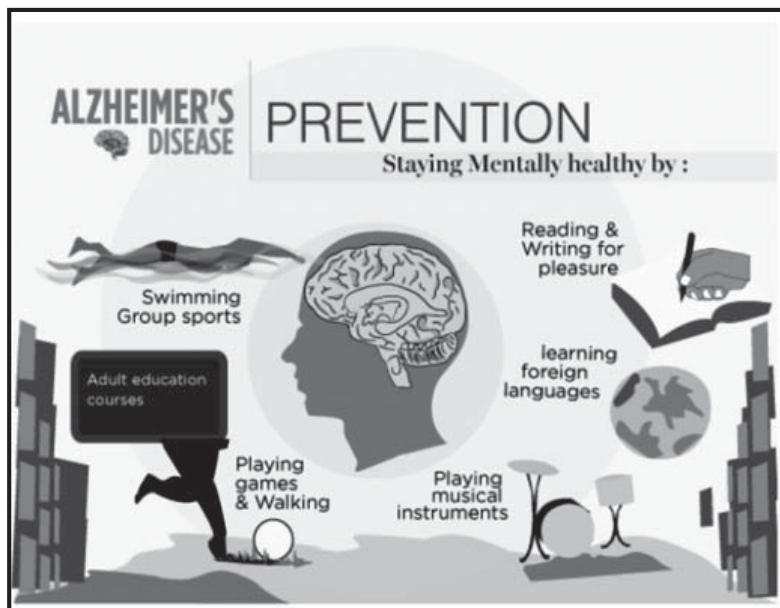 ALZHEIMER'S
DISEASE
PREVENTION
Staying Mentally healthy by :
Swimming
Group sports
Reading &
Writing for
pleasure
Adult education
courses
learning
foreign
languages
Playing
games
& Walking
Playing
musical
instruments